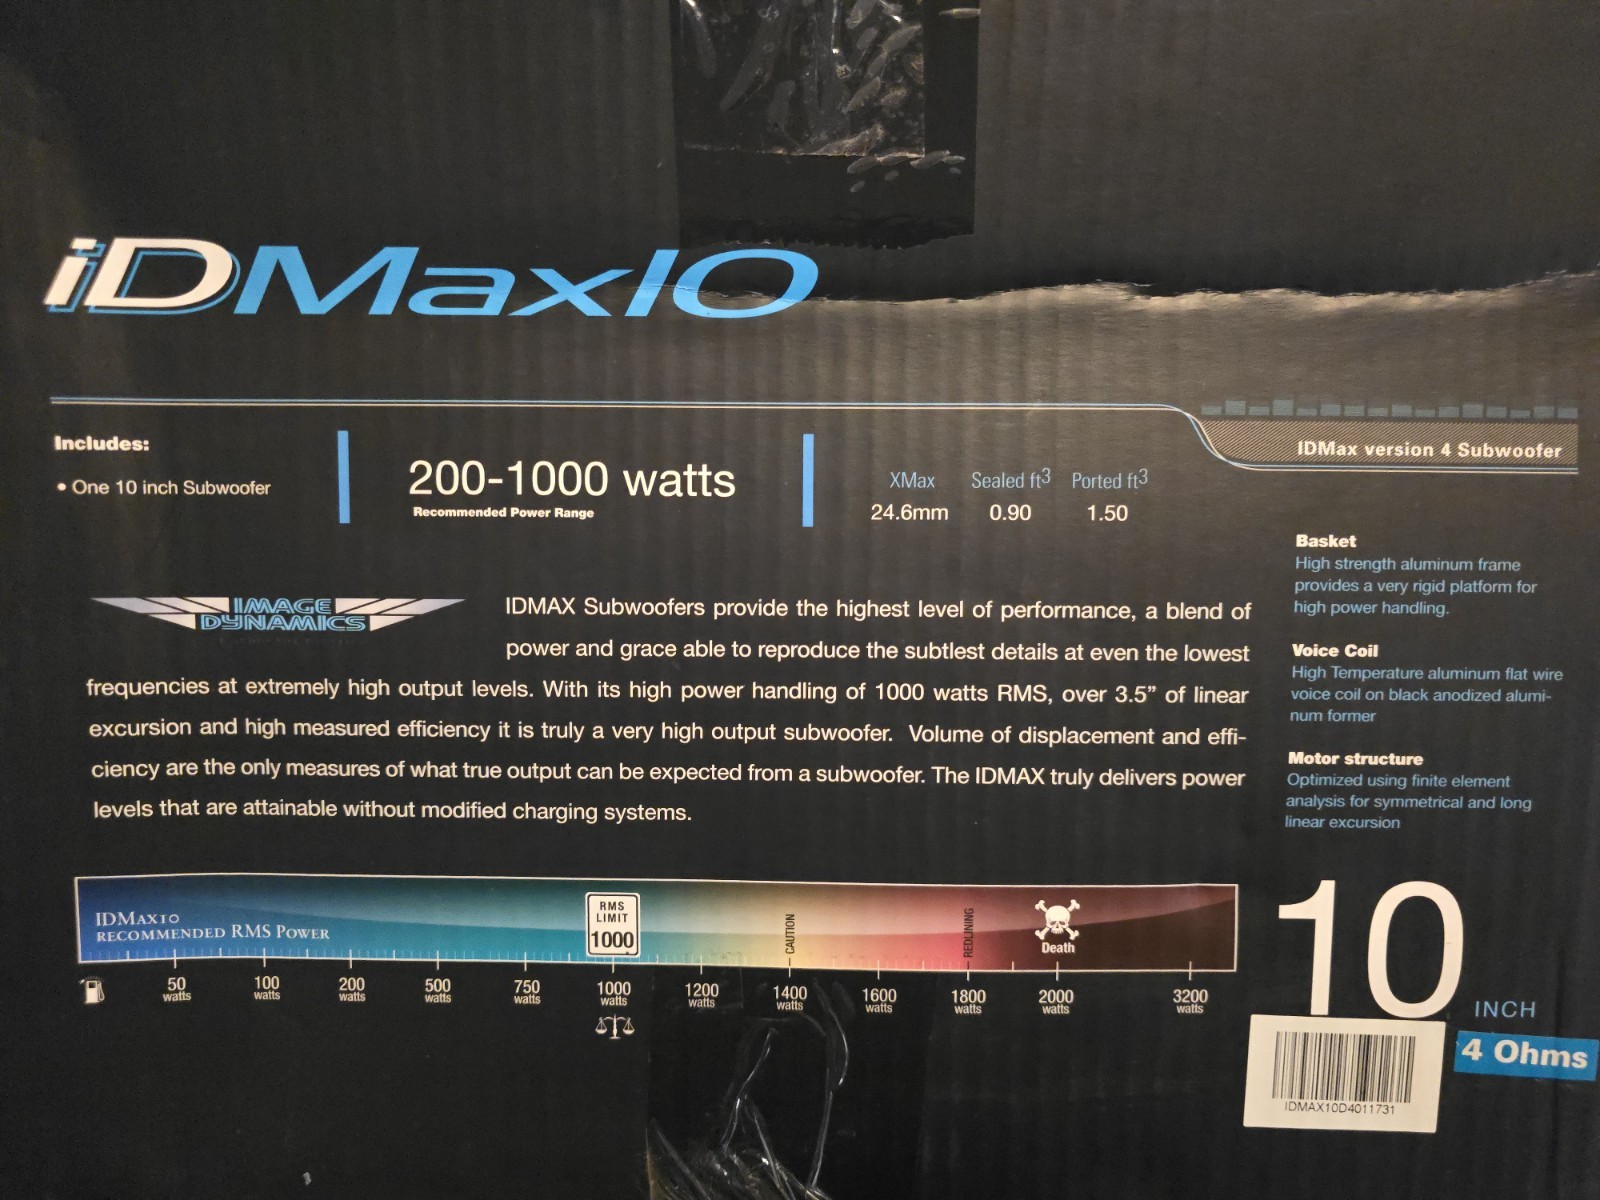 iDMax10
Includes:
• One 10 inch Subwoofer
200-1000 watts
Recommended Power Range
XMax Sealed ft3 Ported ft3
24.6mm 0.90 1.50
IDMax version 4 Subwoofer
IMAGE
DYNAMICS
IDMAX Subwoofers provide the highest level of performance, a blend of
power and grace able to reproduce the subtlest details at even the lowest
frequencies at extremely high output levels. With its high power handling of 1000 watts RMS, over 3.5” of linear
excursion and high measured efficiency it is truly a very high output subwoofer. Volume of displacement and effi-
ciency are the only measures of what true output can be expected from a subwoofer. The IDMAX truly delivers power
levels that are attainable without modified charging systems.
Basket
High strength aluminum frame
provides a very rigid platform for
high power handling.
Voice Coil
High Temperature aluminum flat wire
voice coil on black anodized alumi-
num former
Motor structure
Optimized using finite element
analysis for symmetrical and long
linear excursion
IDMax10
recommended RMS Power
RMS
LIMIT
1000
CAUTION
REDLINING
Death
50 100 200 500 750 1000 1200 1400 1600 1800 2000 3200
watts watts watts watts watts watts watts watts watts watts watts watts
10 INCH
4 Ohms
IDMAX10D4011731